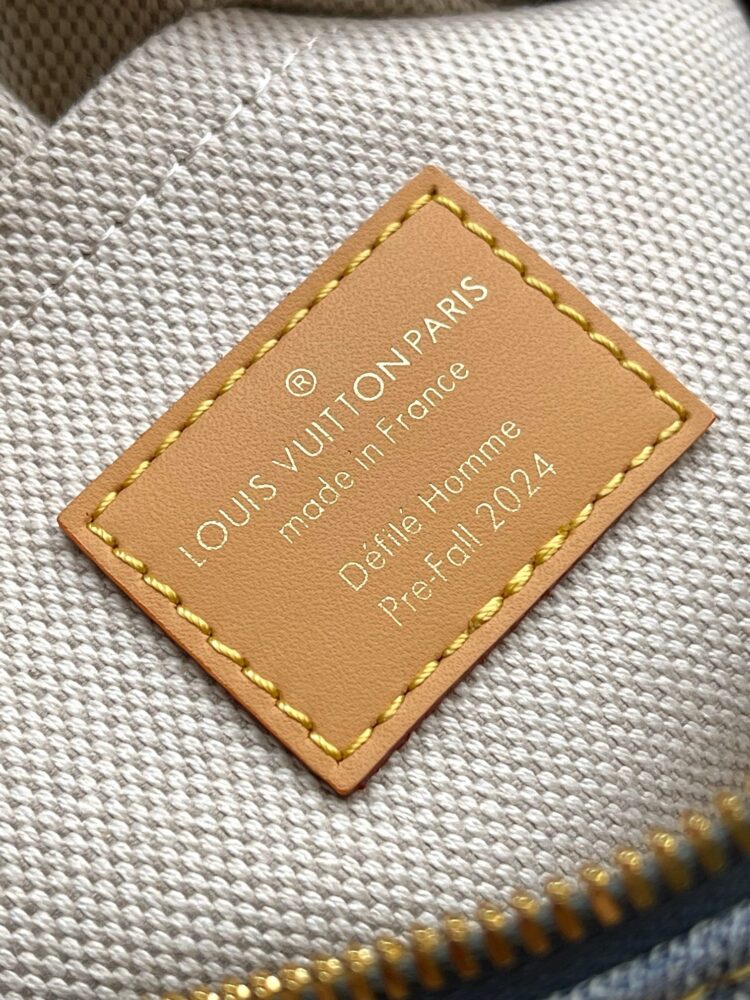 ®
LOUIS VUITTON PARIS
made in France
Défilé Homme
Pre-Fall 2024